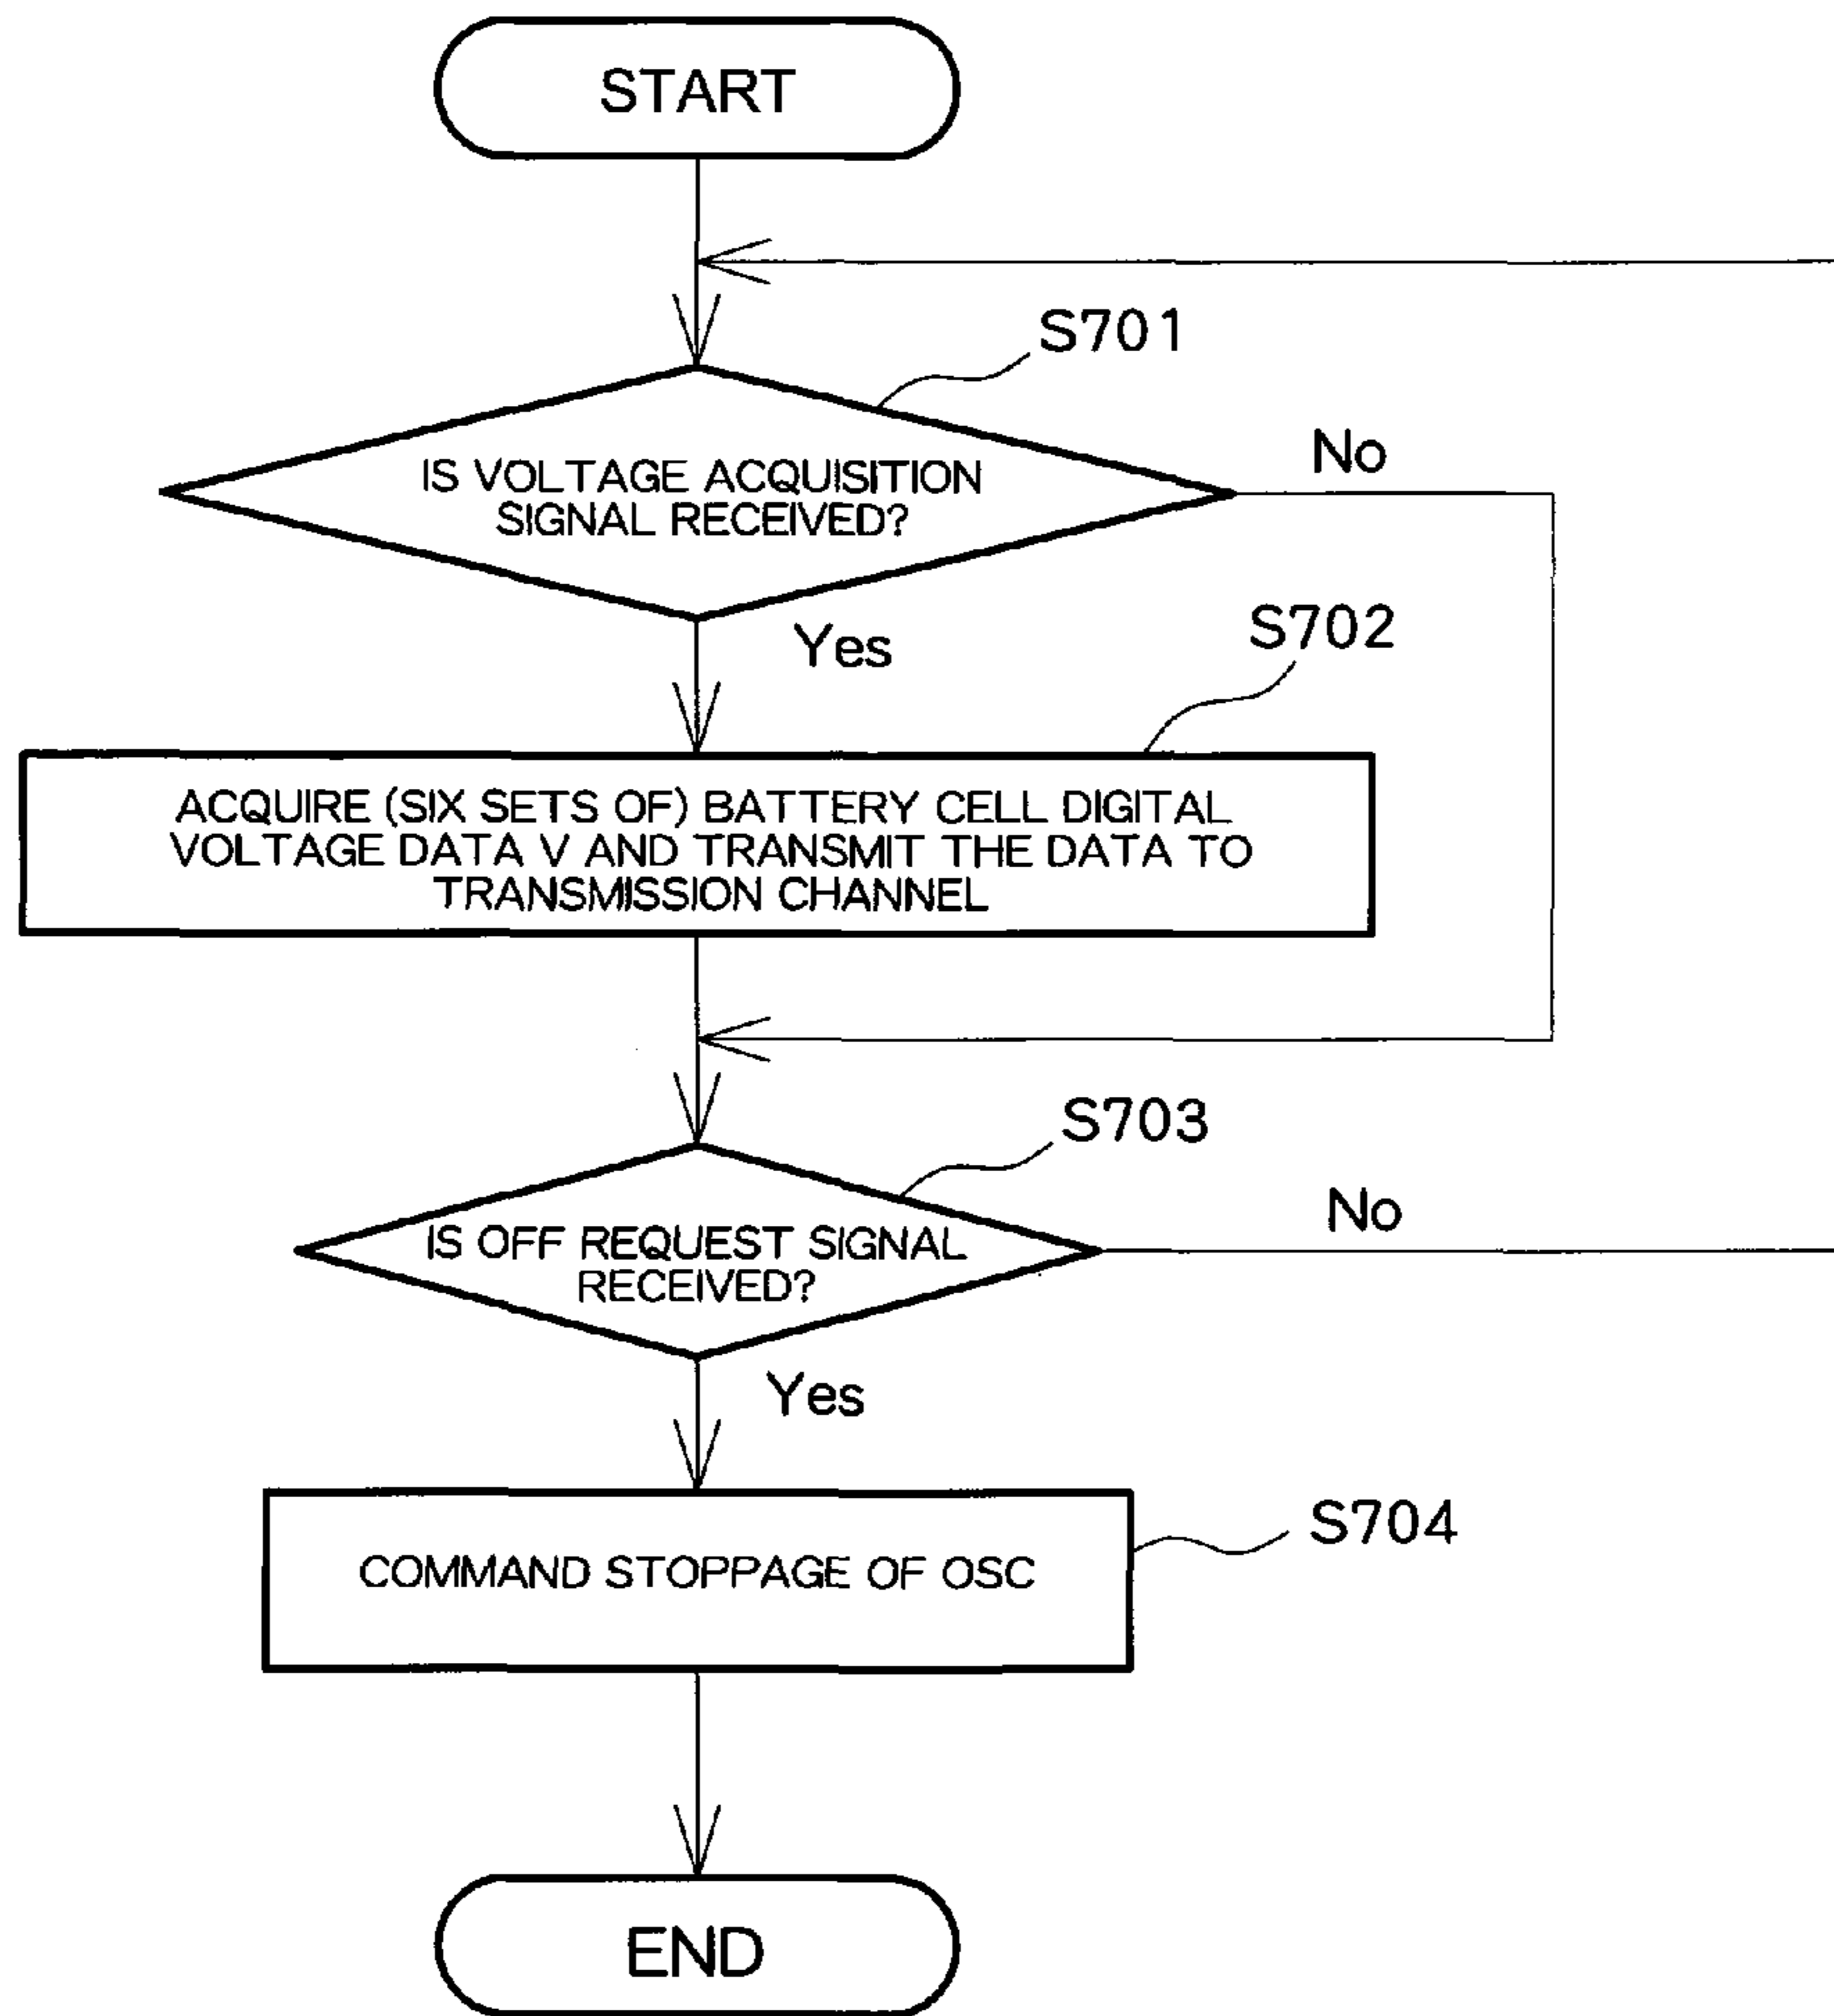 START
S701
IS VOLTAGE ACQUISITION
SIGNAL RECEIVED?
No
Yes
S702
ACQUIRE (SIX SETS OF) BATTERY CELL DIGITAL
VOLTAGE DATA V AND TRANSMIT THE DATA TO
TRANSMISSION CHANNEL
S703
IS OFF REQUEST SIGNAL
RECEIVED?
No
Yes
S704
COMMAND STOPPAGE OF OSC
END